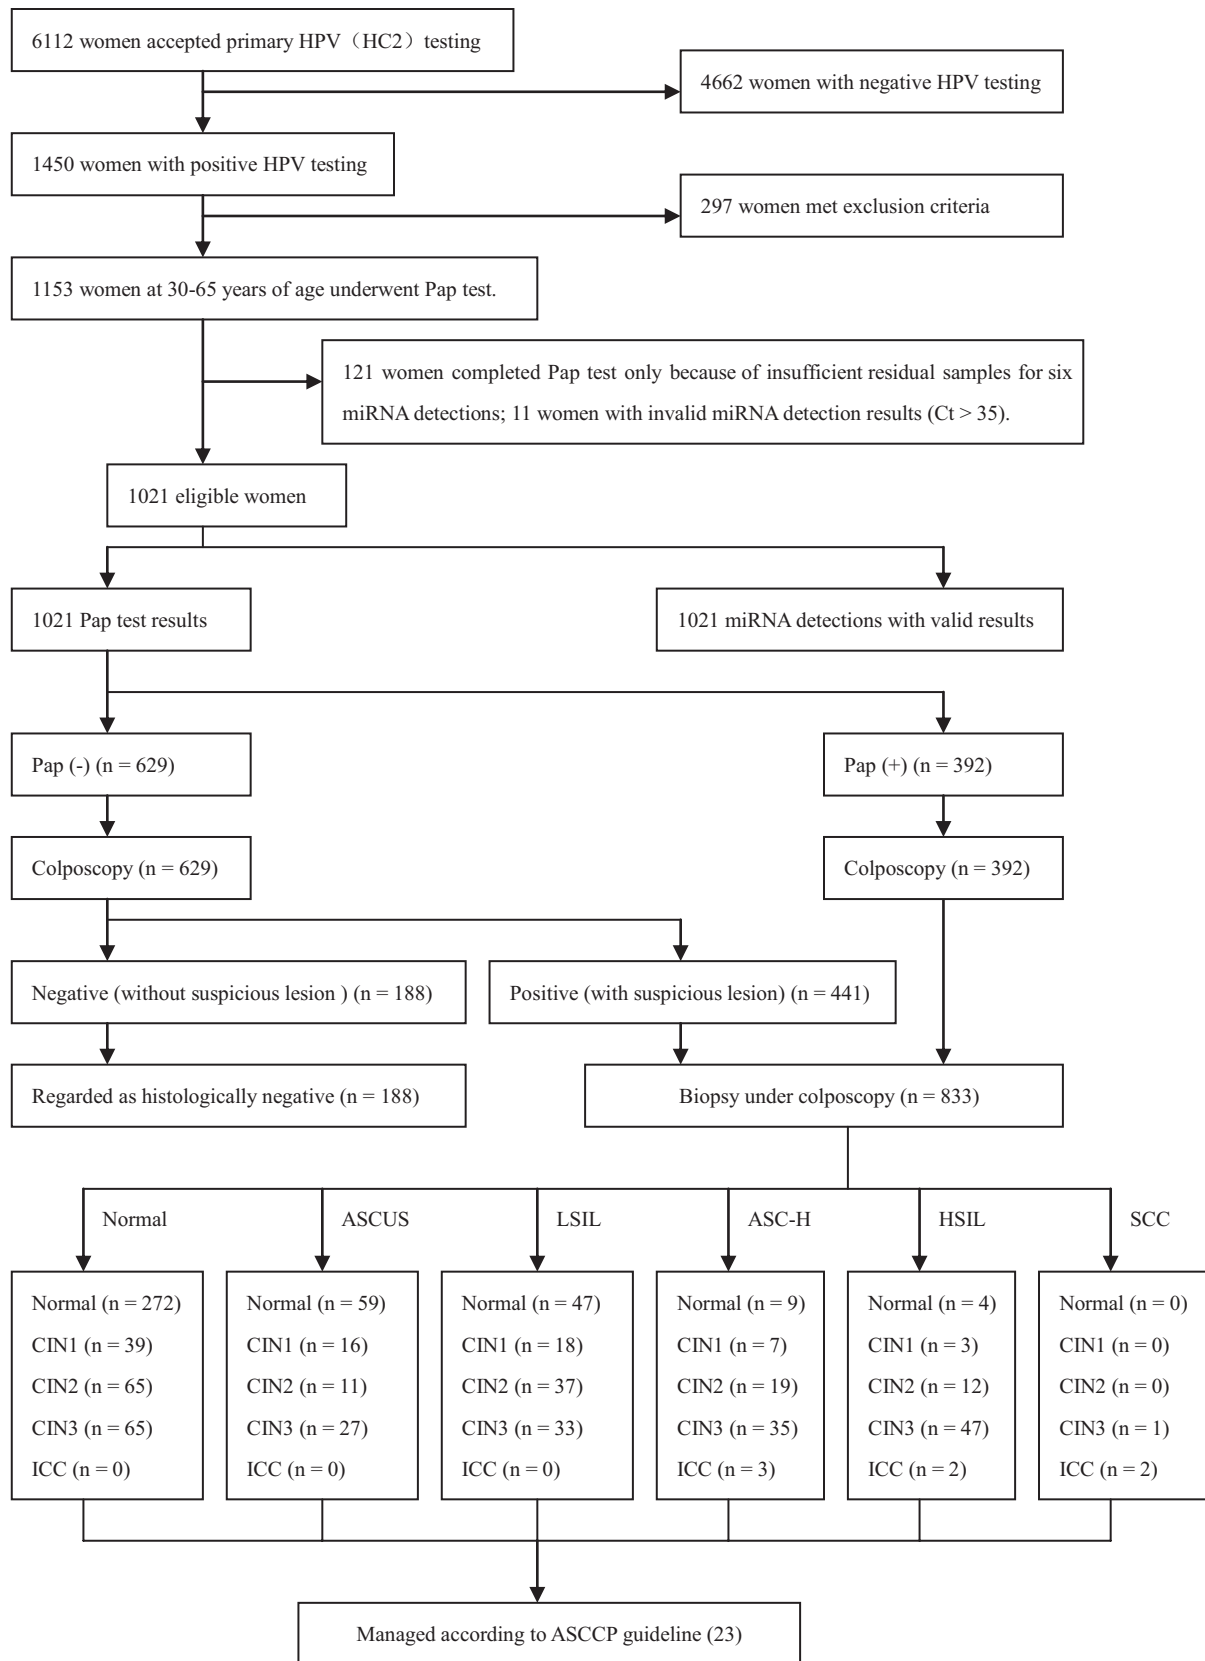 6112 women accepted primary HPV（HC2）testing
4662 women with negative HPV testing
1450 women with positive HPV testing
297 women met exclusion criteria
1153 women at 30-65 years of age underwent Pap test.
121 women completed Pap test only because of insufficient residual samples for six
miRNA detections; 11 women with invalid miRNA detection results (Ct > 35).
1021 eligible women
1021 Pap test results
1021 miRNA detections with valid results
Pap (-) (n = 629)
Pap (+) (n = 392)
Colposcopy (n = 629)
Colposcopy (n = 392)
Negative (without suspicious lesion ) (n = 188)
Positive (with suspicious lesion) (n = 441)
Regarded as histologically negative (n = 188)
Biopsy under colposcopy (n = 833)
Normal
ASCUS
LSIL
ASC-H
HSIL
SCC
Normal (n = 272)
CIN1 (n = 39)
CIN2 (n = 65)
CIN3 (n = 65)
ICC (n = 0)
Normal (n = 59)
CIN1 (n = 16)
CIN2 (n = 11)
CIN3 (n = 27)
ICC (n = 0)
Normal (n = 47)
CIN1 (n = 18)
CIN2 (n = 37)
CIN3 (n = 33)
ICC (n = 0)
Normal (n = 9)
CIN1 (n = 7)
CIN2 (n = 19)
CIN3 (n = 35)
ICC (n = 3)
Normal (n = 4)
CIN1 (n = 3)
CIN2 (n = 12)
CIN3 (n = 47)
ICC (n = 2)
Normal (n = 0)
CIN1 (n = 0)
CIN2 (n = 0)
CIN3 (n = 1)
ICC (n = 2)
Managed according to ASCCP guideline (23)